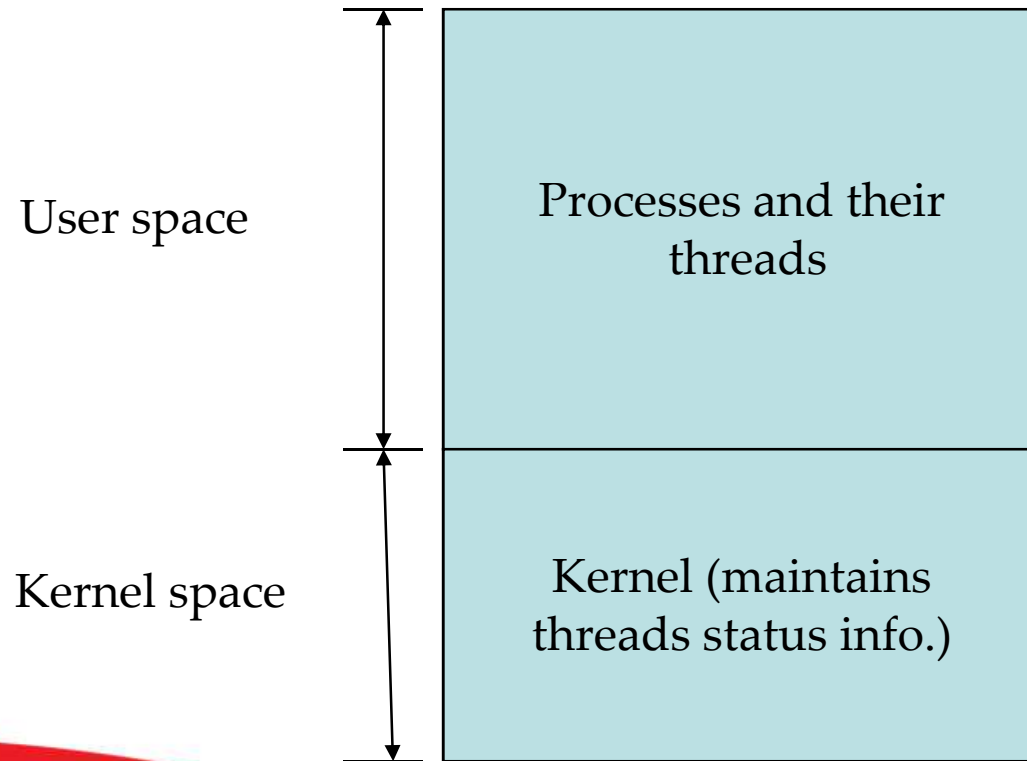 User space
Processes and their
threads
Kernel space
Kernel (maintains
threads status info.)